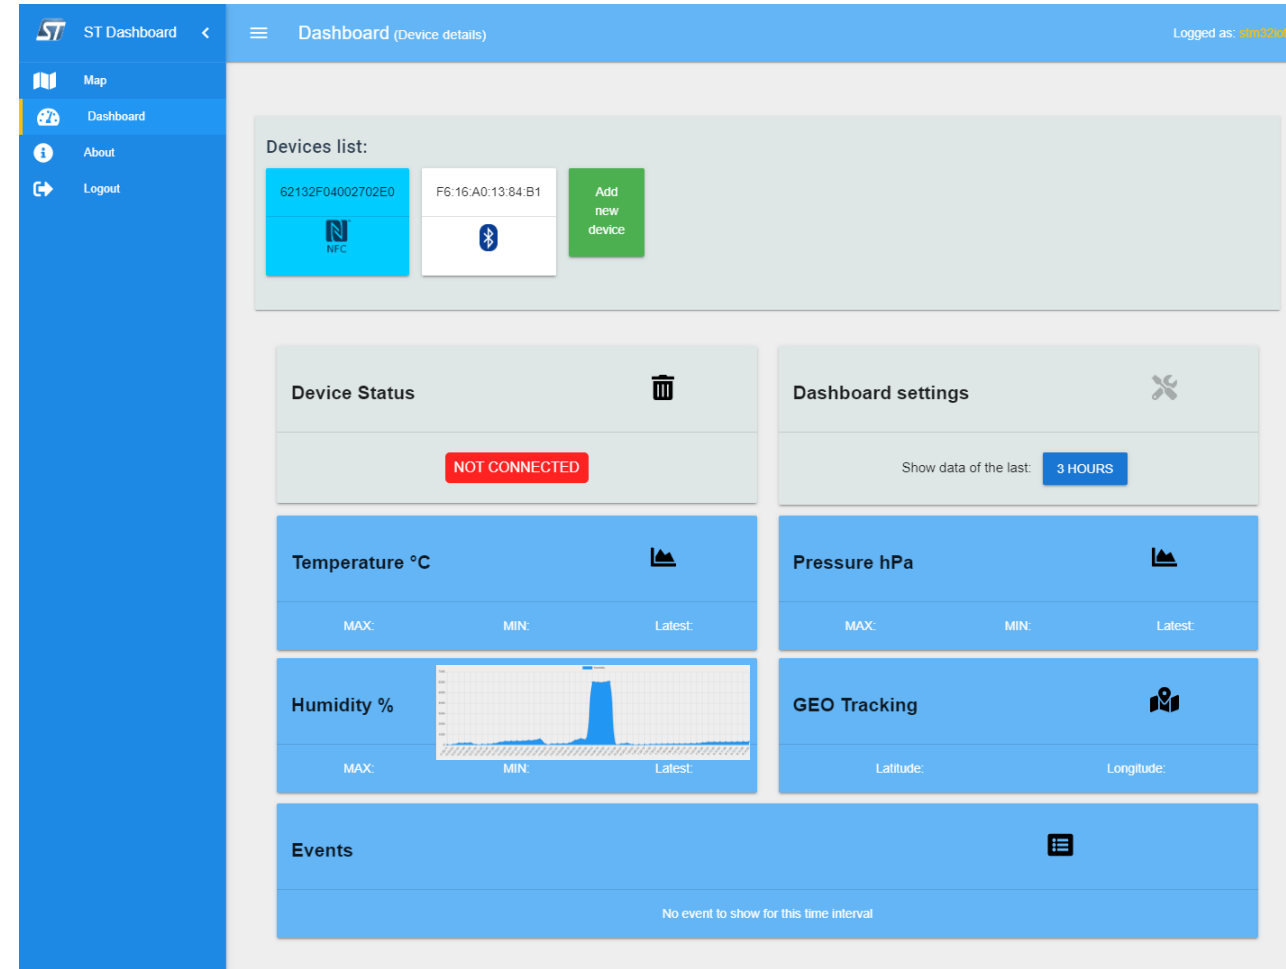 ST Dashboard
Dashboard (Device details)
Logged as: stm32iot
Map
Dashboard
About
Logout
Devices list:
62132F04002702E0
NFC
F6:16:A0:13:84:B1
Add
new
device
Device Status
NOT CONNECTED
Dashboard settings
Show data of the last: 3 HOURS
Temperature °C
MAX: MIN: Latest:
Pressure hPa
MAX: MIN: Latest:
Humidity %
MAX: MIN: Latest:
GEO Tracking
Latitude: Longitude:
Events
No event to show for this time interval